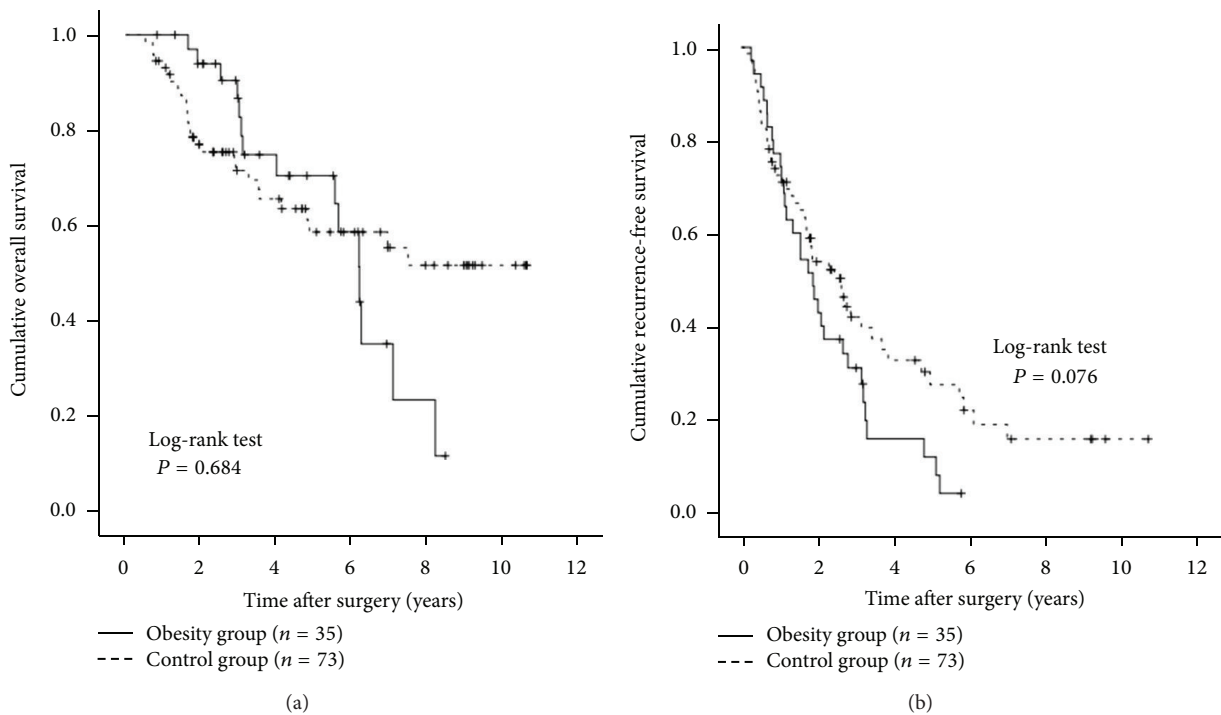 1.0
0.8
0.6
0.4
0.2
0.0
Cumulative overall survival
Log-rank test
P = 0.684
0 2 4 6 8 10 12
Time after surgery (years)
Obesity group (n = 35)
Control group (n = 73)
(a)
1.0
0.8
0.6
0.4
0.2
0.0
Cumulative recurrence-free survival
Log-rank test
P = 0.076
0 2 4 6 8 10 12
Time after surgery (years)
Obesity group (n = 35)
Control group (n = 73)
(b)